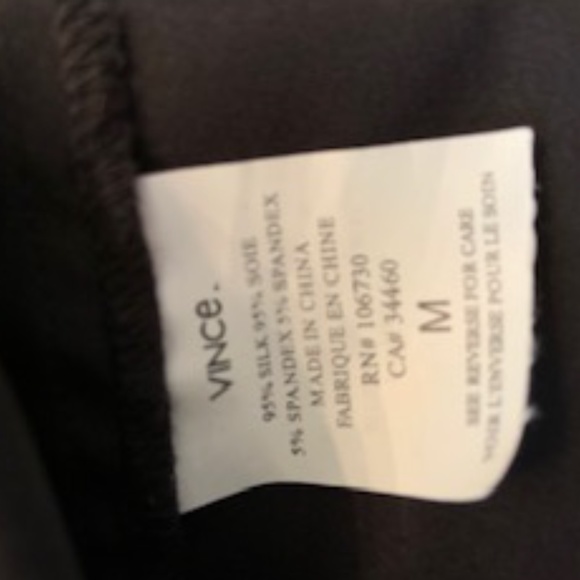 VINCE.
95% SILK 95% SOIE
5% SPANDEX 5% SPANDEX
MADE IN CHINA
FABRIQUE EN CHINE
RN# 106730
CA# 34460
M
SEE REVERSE FOR CARE
VOIR L'INVERSE POUR LE SOIN